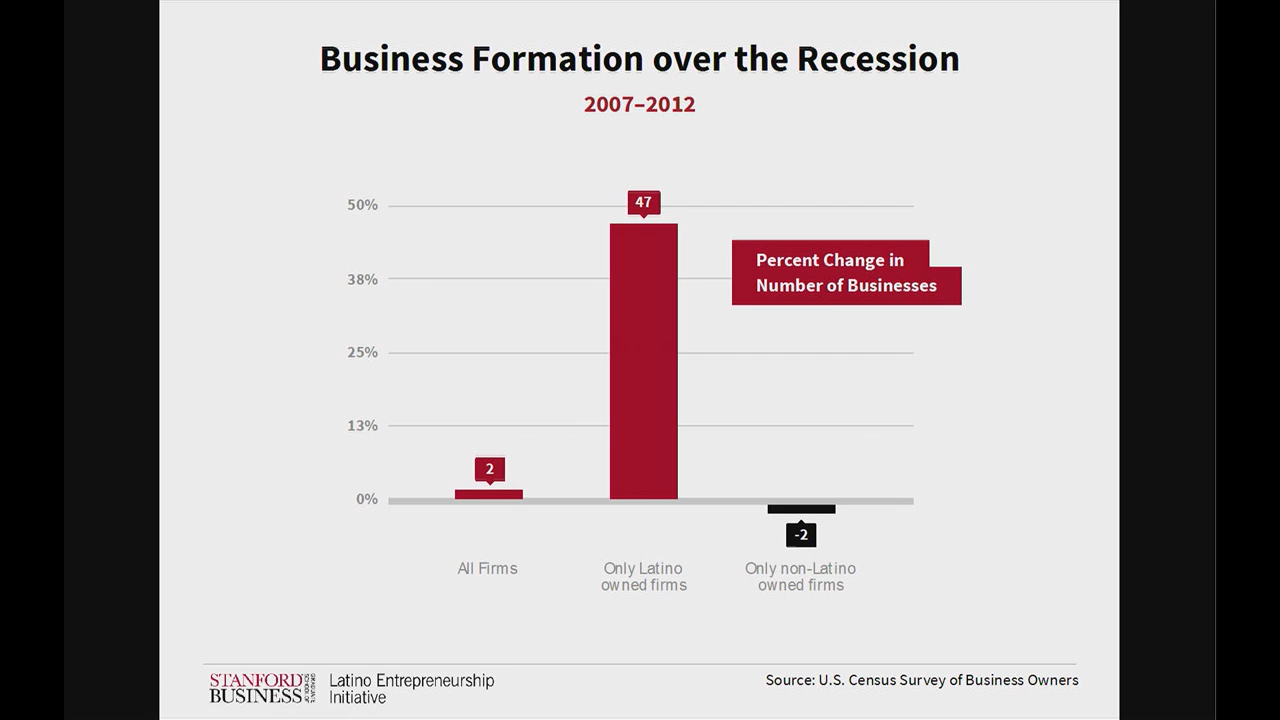 Business Formation over the Recession
2007–2012
50%
47
Percent Change in
Number of Businesses
38%
25%
13%
2
0%
-2
All Firms
Only Latino
owned firms
Only non-Latino
owned firms
STANFORD
BUSINESS
Latino Entrepreneurship
Initiative
Source: U.S. Census Survey of Business Owners